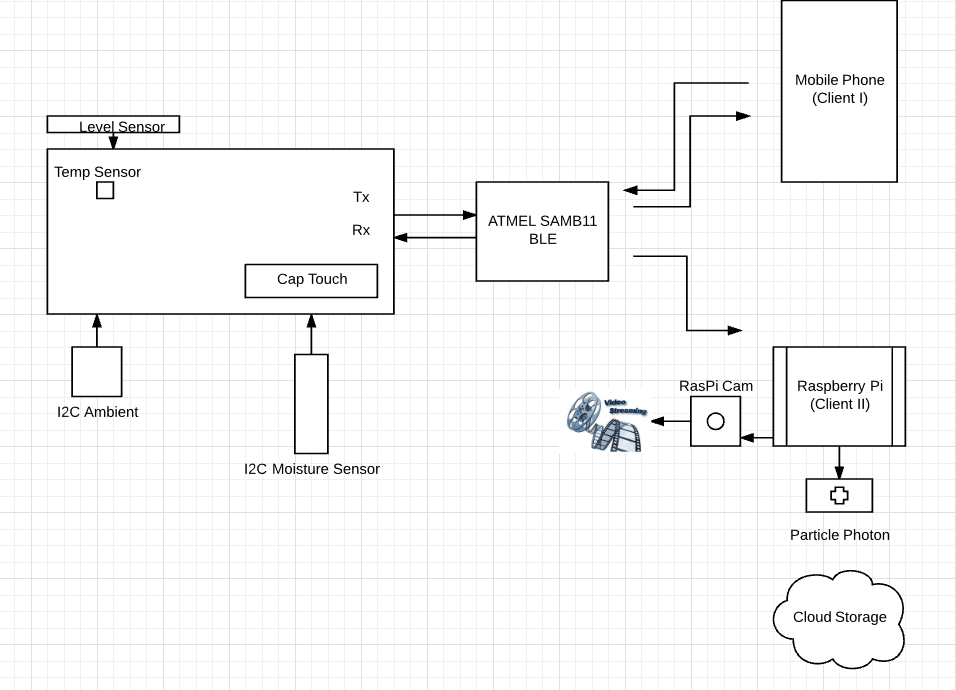 Mobile Phone
(Client I)
Level Sensor
Temp Sensor
Tx
Rx
ATMEL SAMB11
BLE
Cap Touch
I2C Ambient
I2C Moisture Sensor
Video
Streaming
RasPi Cam
Raspberry Pi
(Client II)
Particle Photon
Cloud Storage